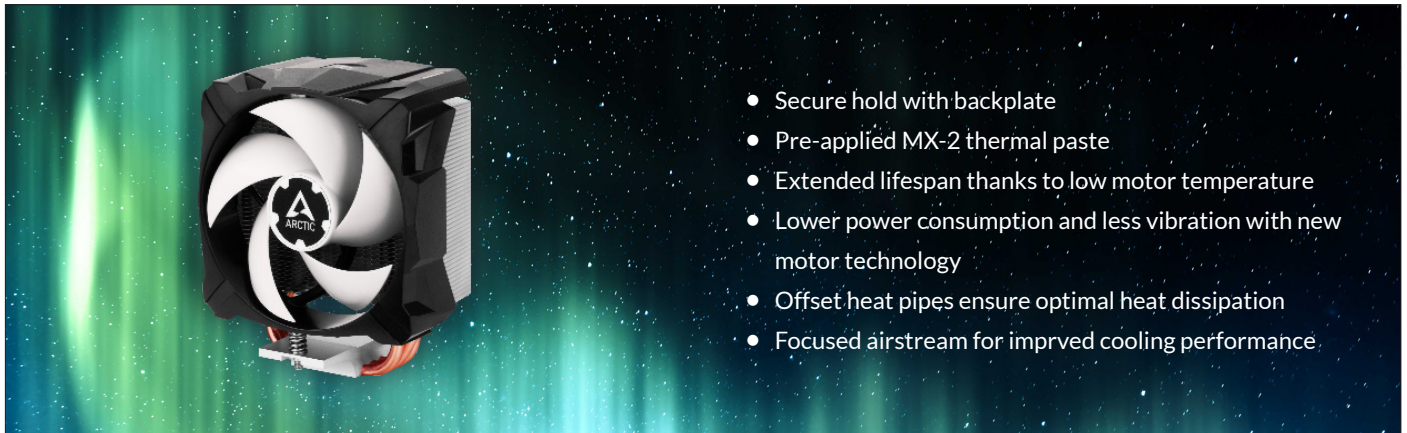 ARCTIC
• Secure hold with backplate
• Pre-applied MX-2 thermal paste
• Extended lifespan thanks to low motor temperature
• Lower power consumption and less vibration with new
motor technology
• Offset heat pipes ensure optimal heat dissipation
• Focused airstream for imprved cooling performance